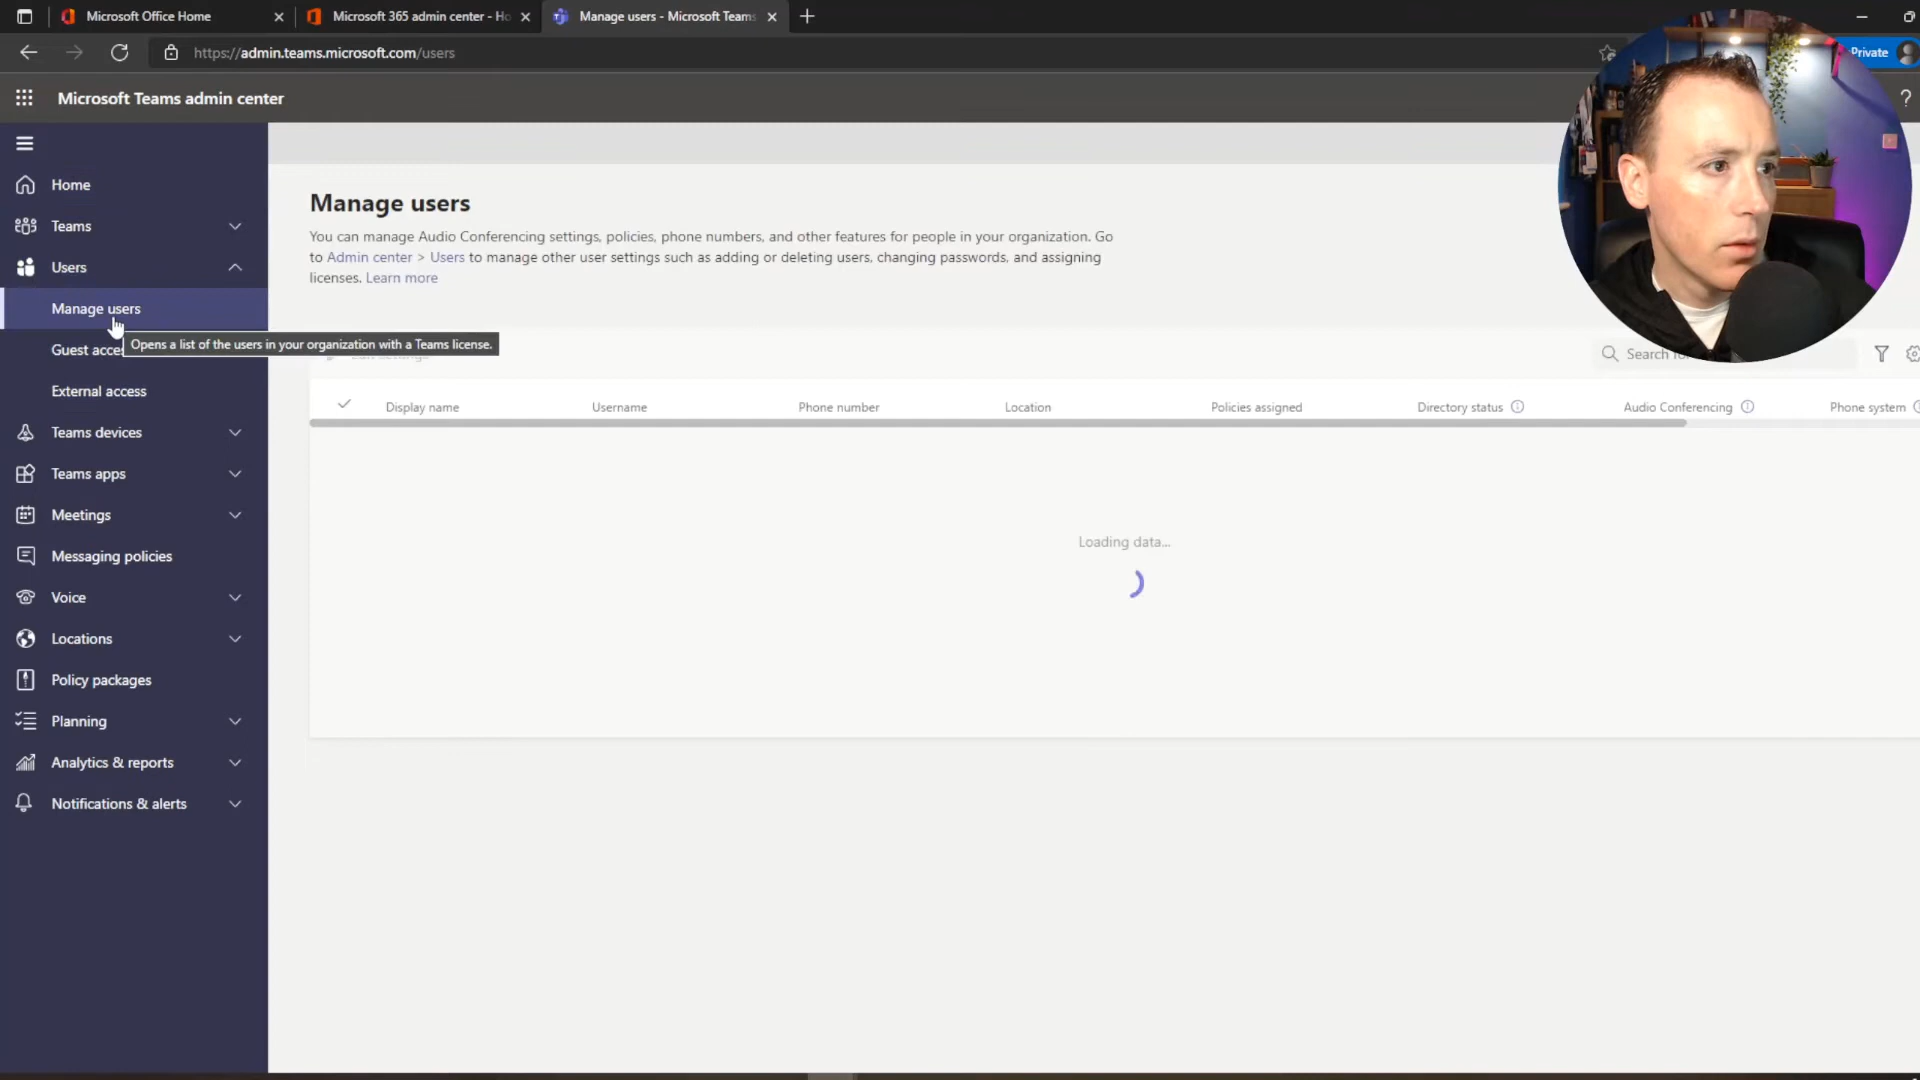 Microsoft Office Home
Microsoft 365 admin center - Ho
Manage users - Microsoft Teams
https://admin.teams.microsoft.com/users
Private
Microsoft Teams admin center
?
Home
Teams
Users
Manage users
Guest acce
External access
Teams devices
Teams apps
Meetings
Messaging policies
Voice
Locations
Policy packages
Planning
Analytics & reports
Notifications & alerts
Manage users
You can manage Audio Conferencing settings, policies, phone numbers, and other features for people in your organization. Go
to Admin center > Users to manage other user settings such as adding or deleting users, changing passwords, and assigning
licenses. Learn more
Opens a list of the users in your organization with a Teams license.
Search
Display name Username Phone number Location Policies assigned Directory status Audio Conferencing Phone system
Loading data...